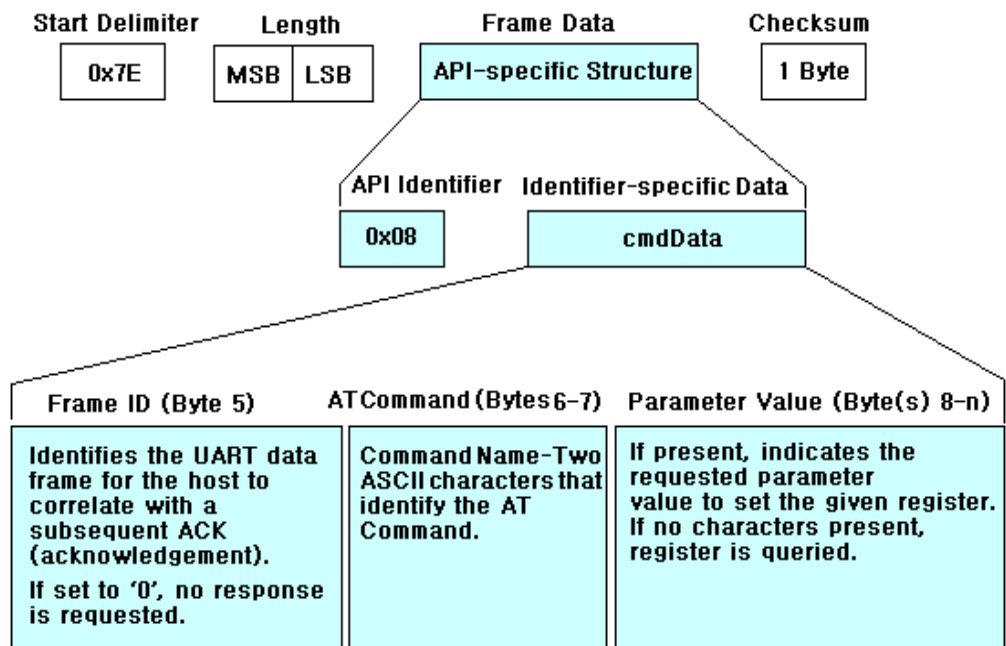 Start Delimiter Length Frame Data Checksum
0x7E MSB LSB API-specific Structure 1 Byte
API Identifier Identifier-specific Data
0x08 cmdData
Frame ID (Byte 5)
Identifies the UART data
frame for the host to
correlate with a
subsequent ACK
(acknowledgement).
If set to '0', no response
is requested.
AT Command (Bytes 6-7)
Command Name-Two
ASCII characters that
identify the AT
Command.
Parameter Value (Byte(s) 8-n)
If present, indicates the
requested parameter
value to set the given register.
If no characters present,
register is queried.